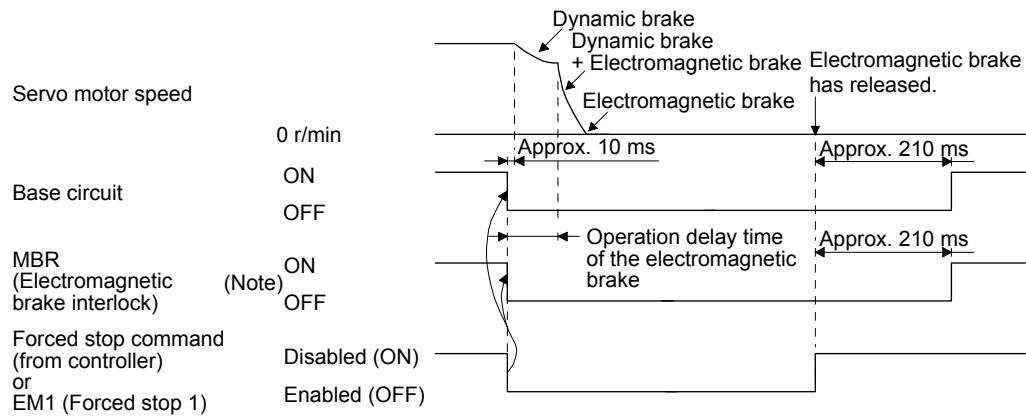 Dynamic brake
Dynamic brake
+ Electromagnetic brake
Electromagnetic brake
has released.
Servo motor speed
Electromagnetic brake
0 r/min
Approx. 10 ms
Approx. 210 ms
Base circuit
ON
OFF
MBR
(Electromagnetic
brake interlock)
(Note)
ON
OFF
Operation delay time
of the electromagnetic
brake
Approx. 210 ms
Forced stop command
(from controller)
or
EM1 (Forced stop 1)
Disabled (ON)
Enabled (OFF)